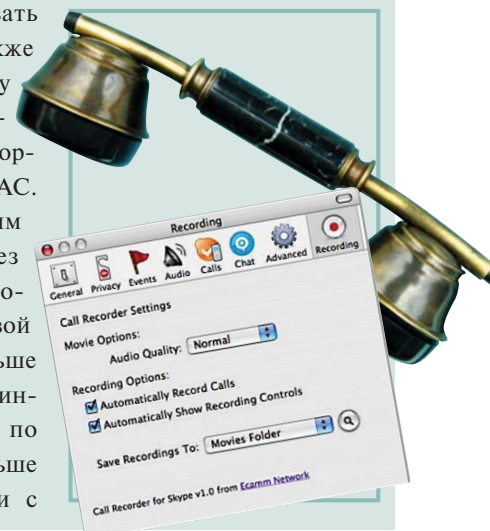 вать
кже
у
-
ор-
АС.
им
ез
о-
вой
ьше
ин-
по
ьше
и с
Recording
General Privacy Events Audio Calls Chat Advanced Recording
Call Recorder Settings
Movie Options:
Audio Quality: Normal
Recording Options:
Automatically Record Calls
Automatically Show Recording Controls
Save Recordings To: Movies Folder
Call Recorder for Skype v1.0 from Ecamm Network